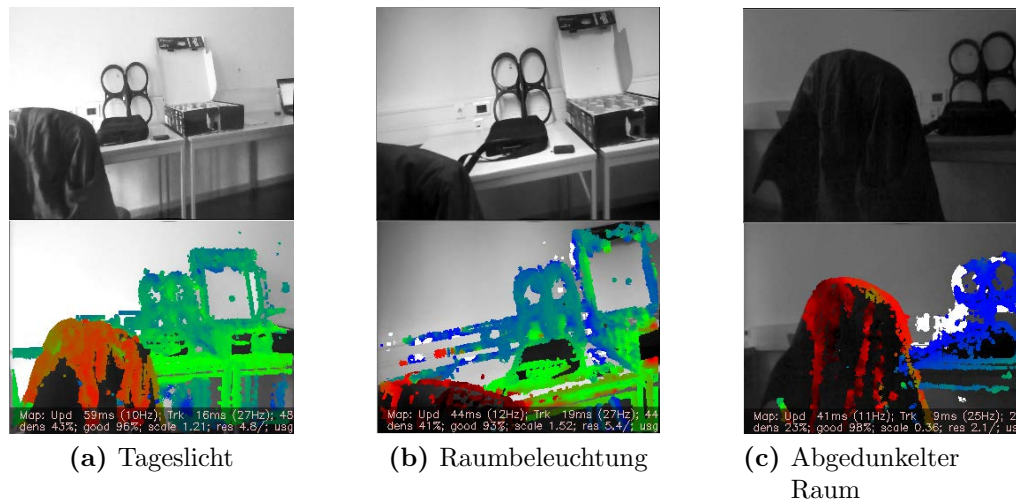 Map: Upd 59ms (10Hz); Trk 16ms (27Hz); 48
dens 43%; good 96%; scale 1.21; res 4.8/; usg
Map: Upd 44ms (12Hz); Trk 19ms (27Hz); 44
dens 41%; good 93%; scale 1.52; res 5.4/; usg
Map: Upd 41ms (11Hz); Trk 9ms (25Hz); 2
dens 23%; good 98%; scale 0.36; res 2.1/; us
(a) Tageslicht
(b) Raumbeleuchtung
(c) Abgedunkelter
Raum